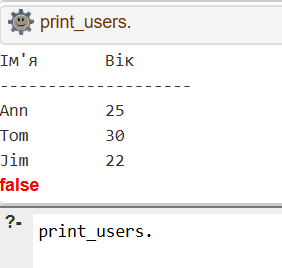 print_users.
Ім'я Вік
--------------------
Ann 25
Tom 30
Jim 22
false
?- print_users.